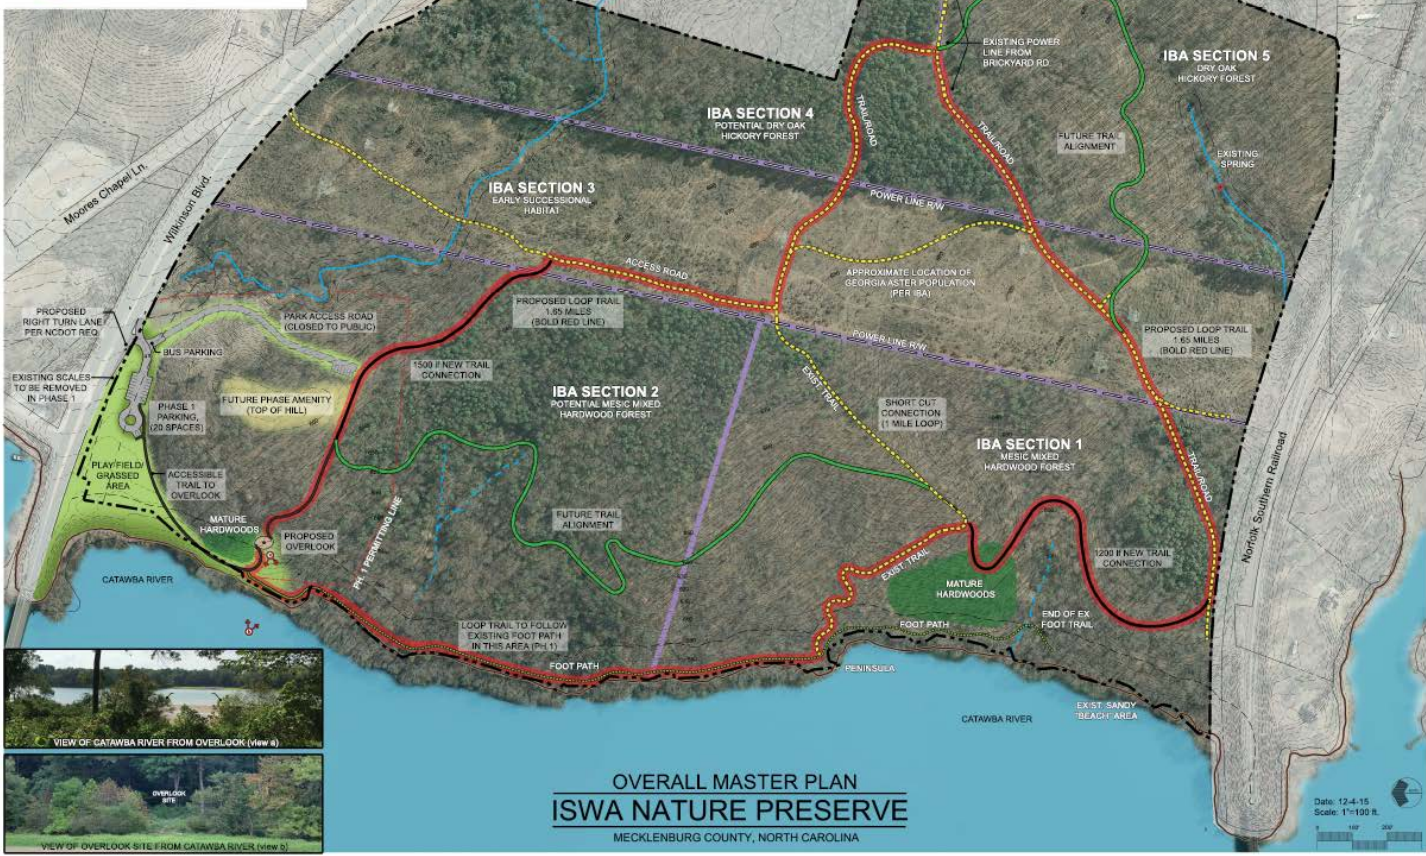 EXISTING POWER
LINE FROM
BRICKYARD RD
IBA SECTION 5
DRY OAK
HICKORY FOREST
IBA SECTION 4
POTENTIAL DRY OAK
HICKORY FOREST
TRAIL/ROAD
TRAIL/ROAD
FUTURE TRAIL
ALIGNMENT
EXISTING
SPRING
Moores Chapel Ln.
Wilkinson Blvd.
IBA SECTION 3
EARLY SUCCESSIONAL
HABITAT
POWER LINE R/W
ACCESS ROAD
APPROXIMATE LOCATION OF
GEORGIA ASTER POPULATION
(PER IBA)
PROPOSED
RIGHT TURN LANE
PER NCDOT REQ
PARK ACCESS ROAD
(CLOSED TO PUBLIC)
PROPOSED LOOP TRAIL
1.65 MILES
(BOLD RED LINE)
POWER LINE R/W
PROPOSED LOOP TRAIL
1.65 MILES
(BOLD RED LINE)
BUS PARKING
EXISTING SCALES
TO BE REMOVED
IN PHASE 1
1500 lf NEW TRAIL
CONNECTION
FUTURE PHASE AMENITY
(TOP OF HILL)
PHASE 1
PARKING,
(20 SPACES)
IBA SECTION 2
POTENTIAL MESIC MIXED
HARDWOOD FOREST
EXIST. TRAIL
SHORT CUT
CONNECTION
(1 MILE LOOP)
IBA SECTION 1
MESIC MIXED
HARDWOOD FOREST
PLAY/FIELD/
GRASSED
AREA
ACCESSIBLE
TRAIL TO
OVERLOOK
TRAIL/ROAD
Norfolk Southern Railroad
MATURE
HARDWOODS
PROPOSED
OVERLOOK
PH. 1 PERMITTING LINE
FUTURE TRAIL
ALIGNMENT
EXIST. TRAIL
1200 lf NEW TRAIL
CONNECTION
CATAWBA RIVER
MATURE
HARDWOODS
LOOP TRAIL TO FOLLOW
EXISTING FOOT PATH
IN THIS AREA (PH.1)
FOOT PATH
FOOT PATH
END OF EX
FOOT TRAIL
PENINSULA
CATAWBA RIVER
EXIST. SANDY
"BEACH" AREA
VIEW OF CATAWBA RIVER FROM OVERLOOK (view a)
OVERLOOK
SITE
VIEW OF OVERLOOK SITE FROM CATAWBA RIVER (view b)
OVERALL MASTER PLAN
ISWA NATURE PRESERVE
MECKLENBURG COUNTY, NORTH CAROLINA
Date: 12-4-15
Scale: 1"=100 ft.
0 100' 200'